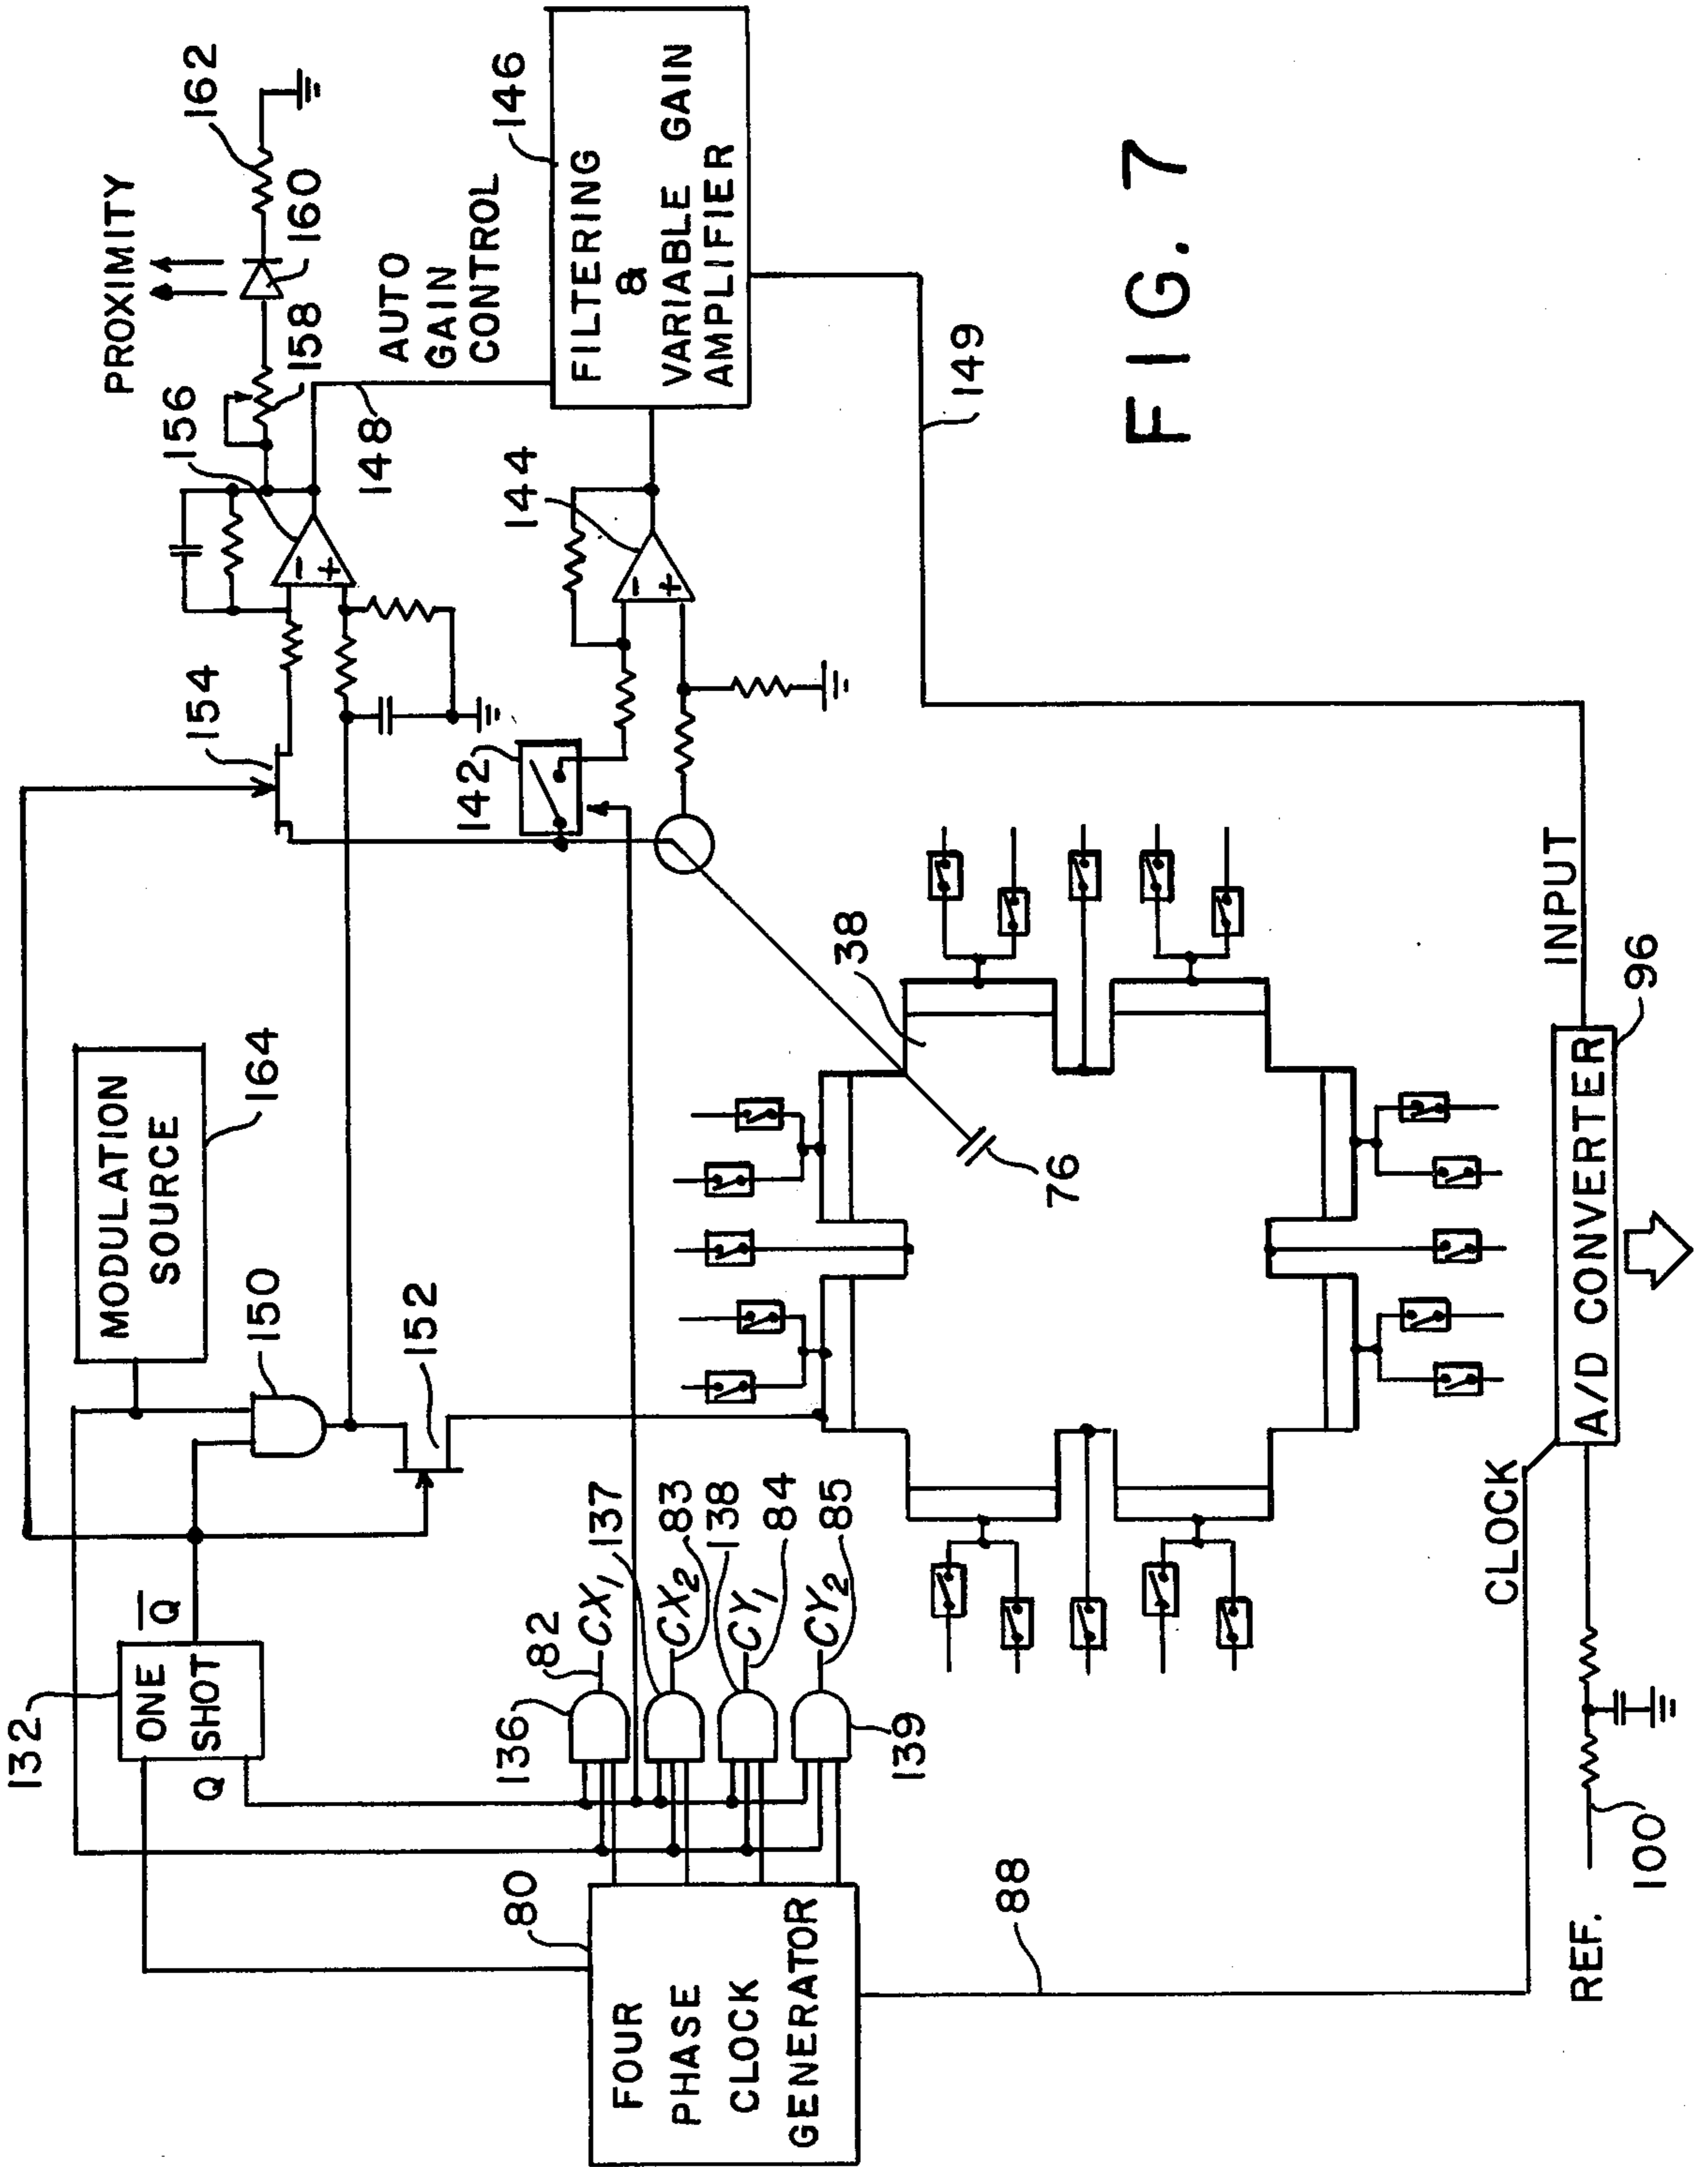 132
ONE
SHOT
Q
Q̅
MODULATION
SOURCE
164
150
152
154
156
PROXIMITY
158
160
162
AUTO
GAIN
CONTROL
148
142
144
146
FILTERING
&
VARIABLE GAIN
AMPLIFIER
149
80
FOUR
PHASE
CLOCK
GENERATOR
136
82
CX₁
137
CX₂
83
138
CY₁
84
CY₂
85
139
38
76
88
CLOCK
INPUT
A/D CONVERTER
96
REF.
100
FIG. 7
−
+
−
+